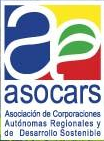 asocars
Asociación de Corporaciones
Autónomas Regionales y
de Desarrollo Sostenible